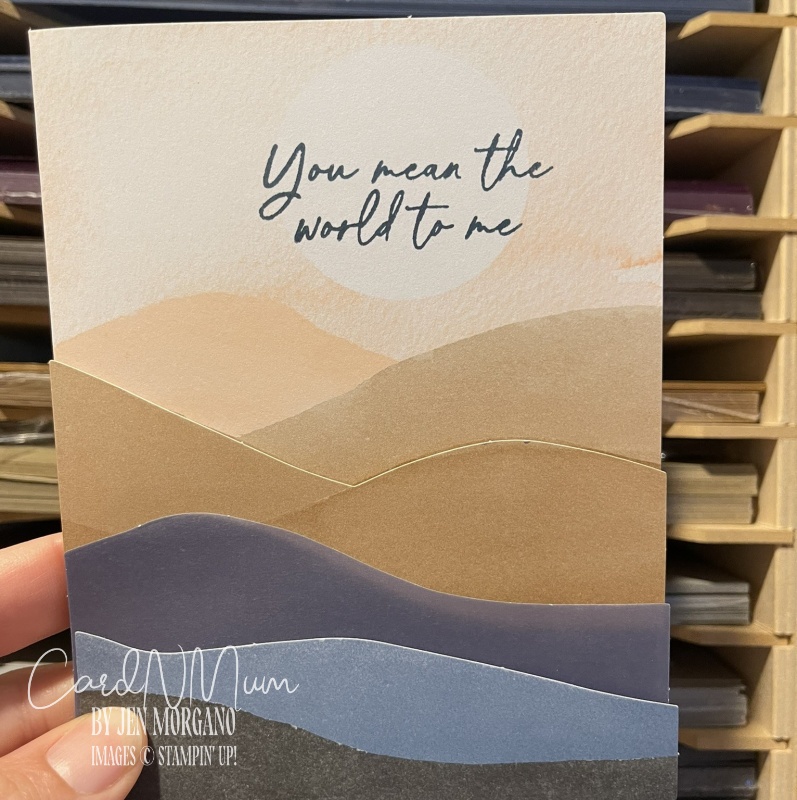 You mean the
world to me
CardNMum
BY JEN MORGANO
IMAGES © STAMPIN' UP!